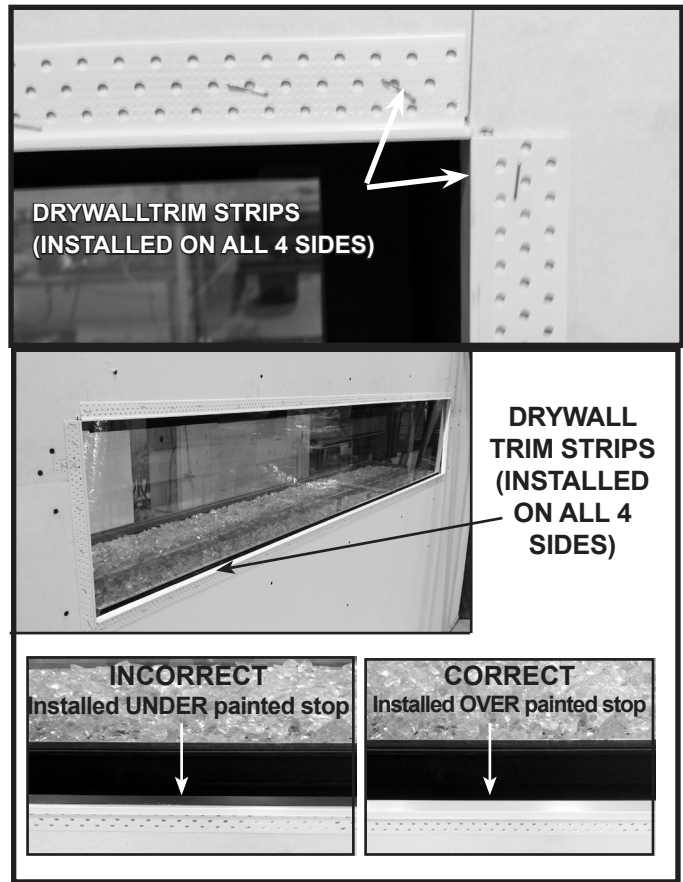 DRYWALLTRIM STRIPS
(INSTALLED ON ALL 4 SIDES)
DRYWALL
TRIM STRIPS
(INSTALLED
ON ALL 4
SIDES)
INCORRECT
Installed UNDER painted stop
CORRECT
Installed OVER painted stop